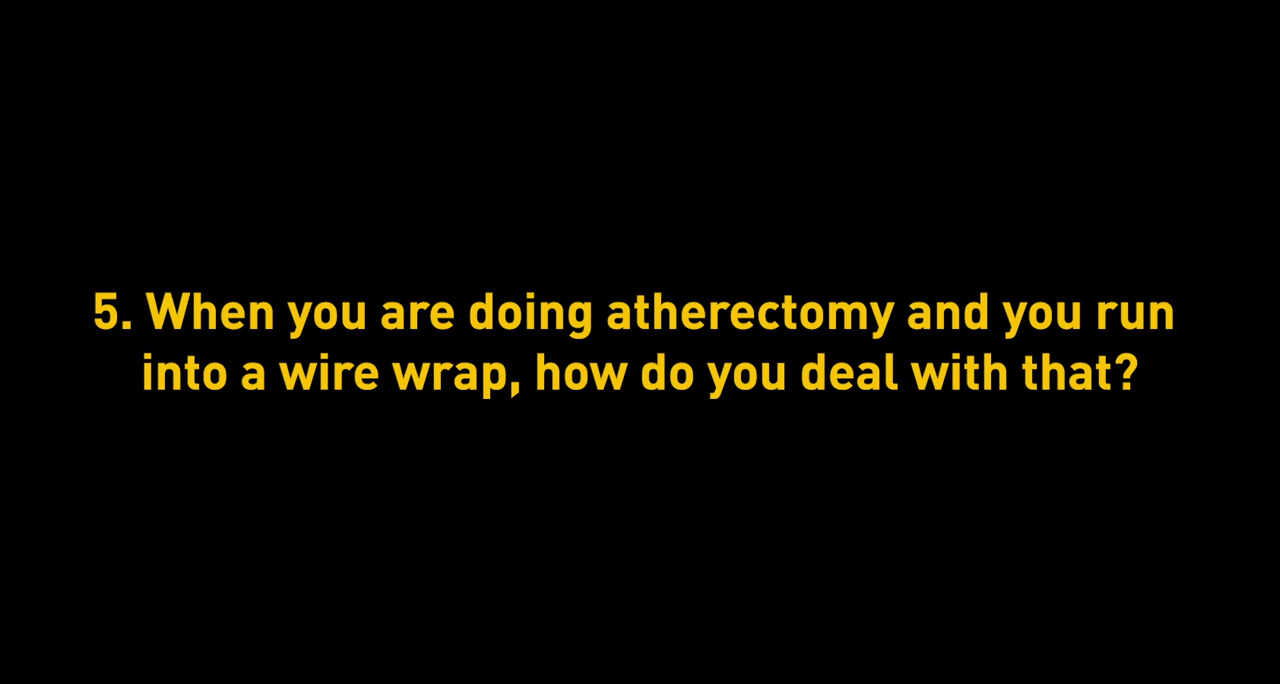 5. When you are doing atherectomy and you run
into a wire wrap, how do you deal with that?